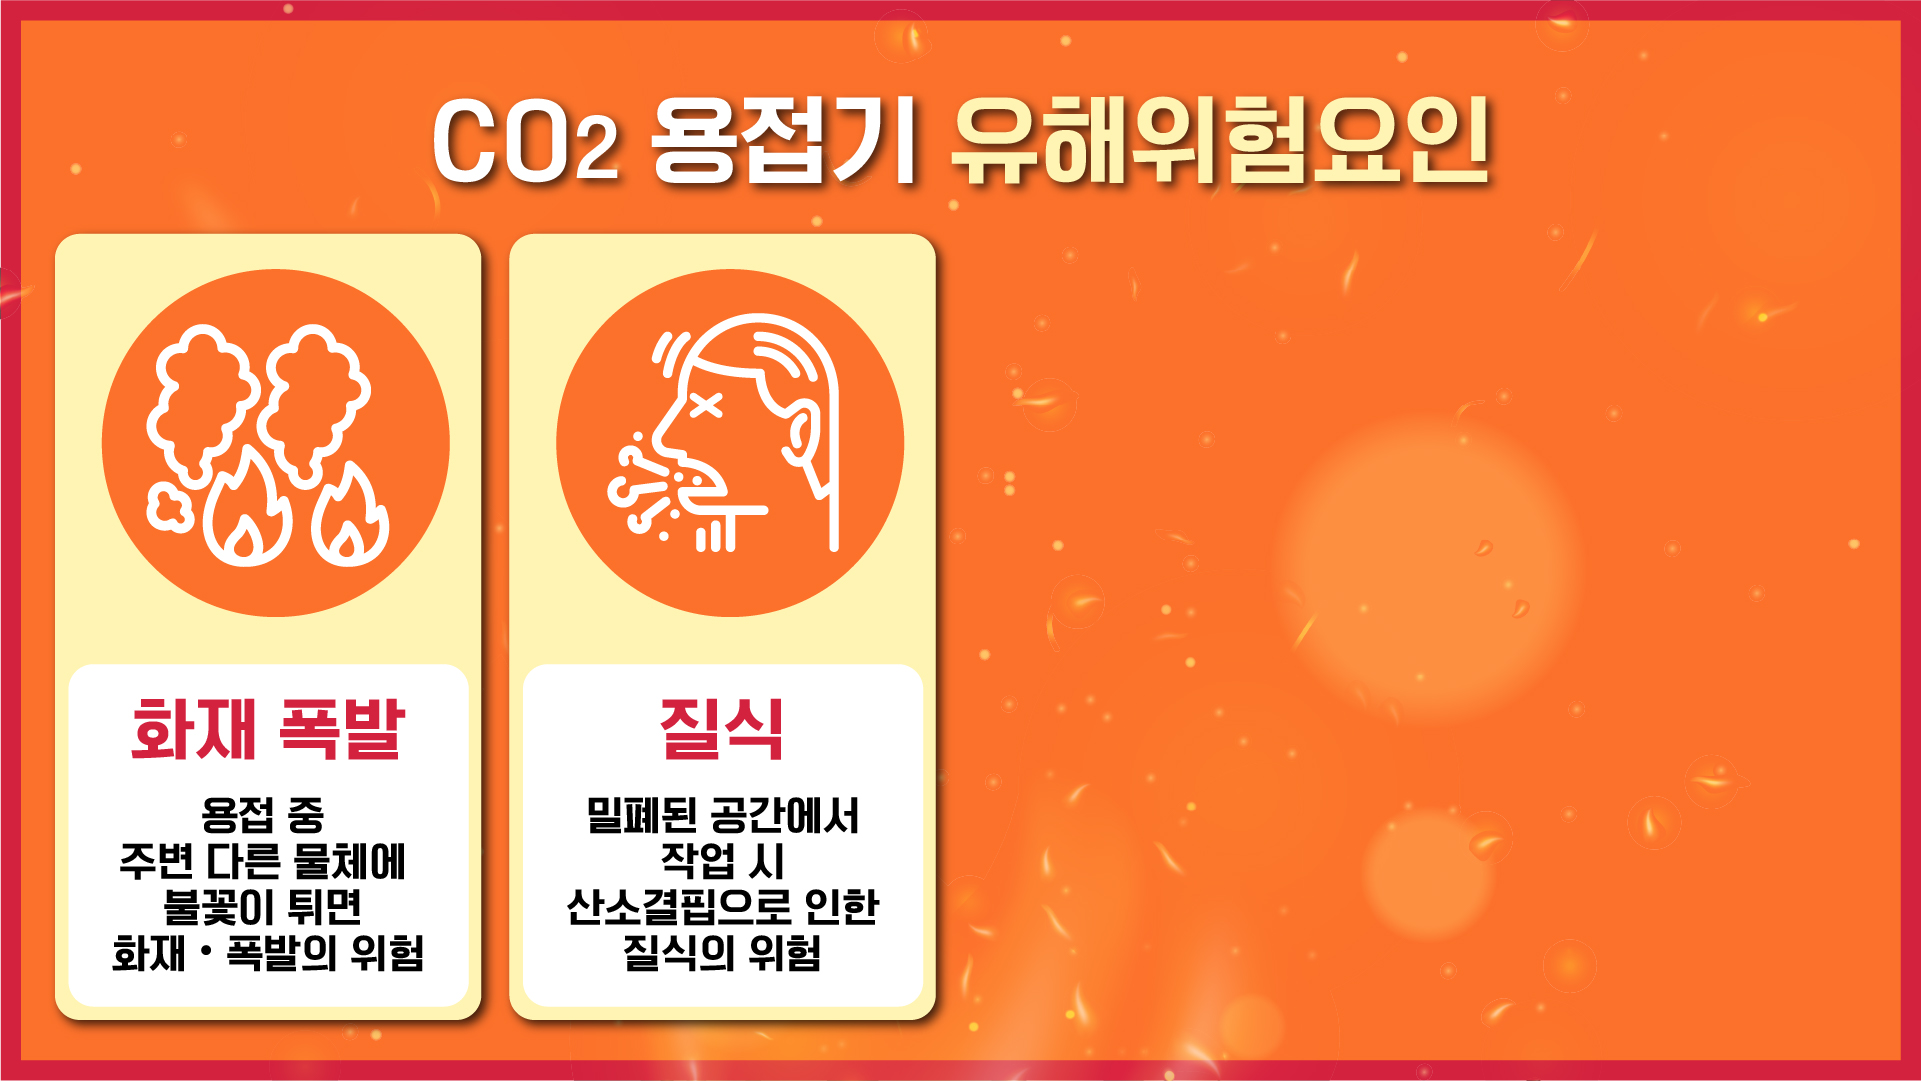 CO2 용접기 유해위험요인
화재 폭발
용접 중
주변 다른 물체에
불꽃이 튀면
화재 · 폭발의 위험
질식
밀폐된 공간에서
작업 시
산소결핍으로 인한
질식의 위험